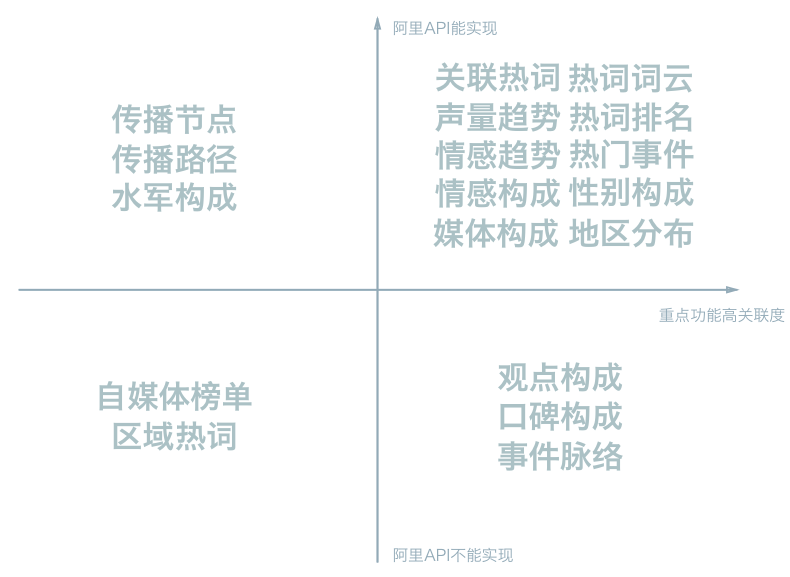 阿里API能实现
关联热词 热词词云
声量趋势 热词排名
情感趋势 热门事件
情感构成 性别构成
媒体构成 地区分布
传播节点
传播路径
水军构成
重点功能高关联度
自媒体榜单
区域热词
观点构成
口碑构成
事件脉络
阿里API不能实现